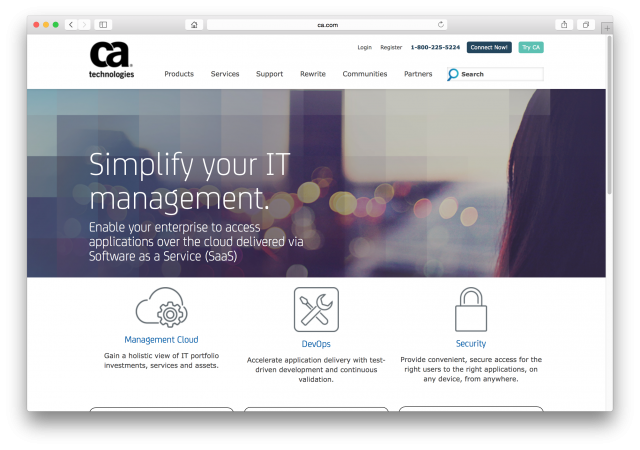 ca.com
Login Register 1-800-225-5224 Connect Now! Try CA
ca
technologies
Products Services Support Rewrite Communities Partners Search
Simplify your IT
management.
Enable your enterprise to access
applications over the cloud delivered via
Software as a Service (SaaS)
Management Cloud
Gain a holistic view of IT portfolio
investments, services and assets.
DevOps
Accelerate application delivery with test-
driven development and continuous
validation.
Security
Provide convenient, secure access for the
right users to the right applications, on
any device, from anywhere.